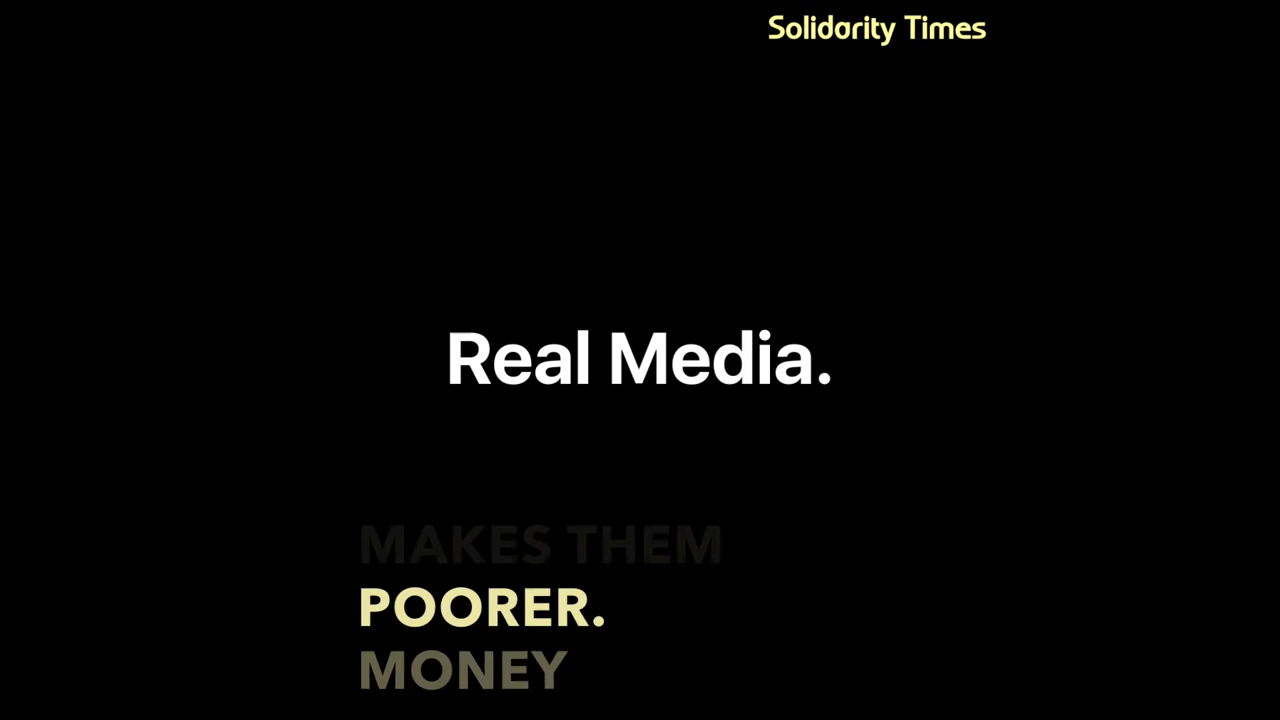 Solidarity Times
Real Media.
MAKES THEM
POORER.
MONEY